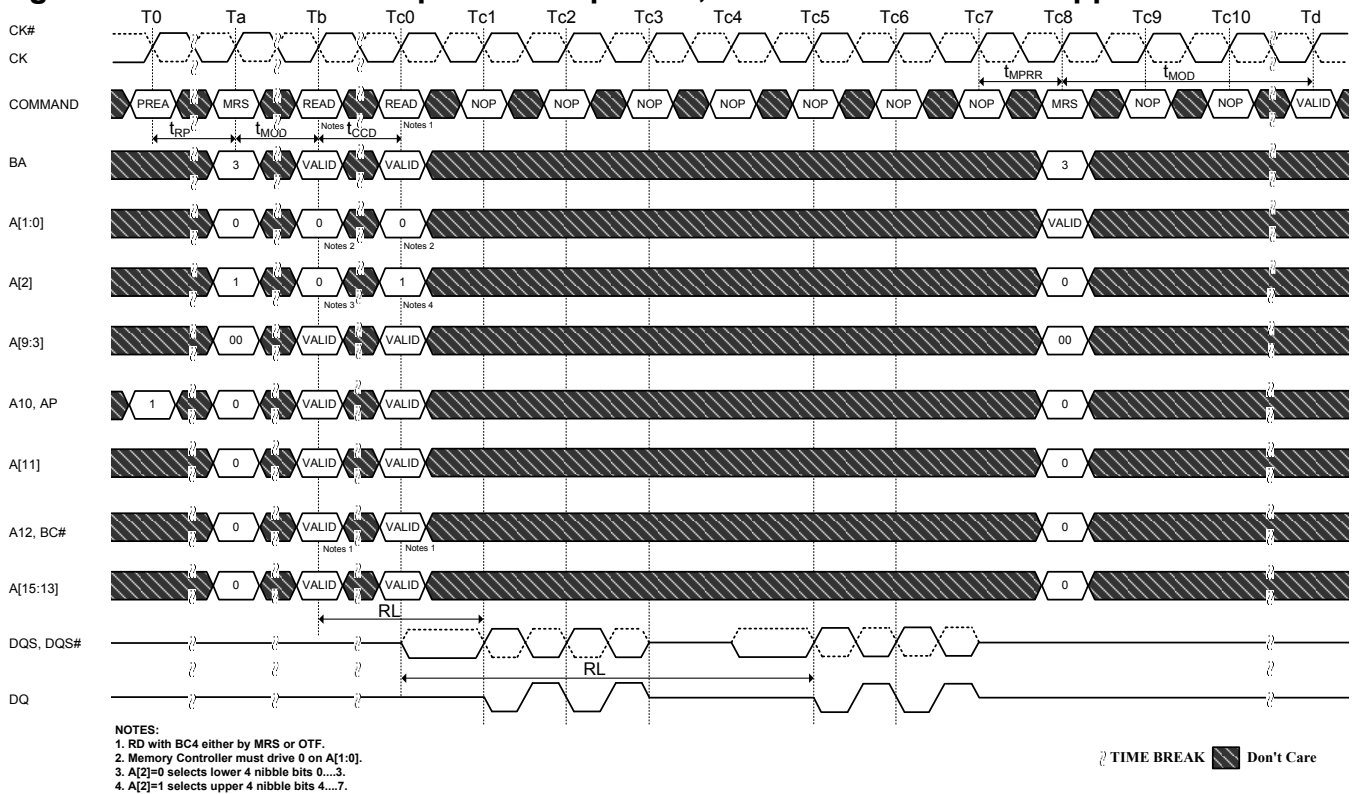 T0 Ta Tb Tc0 Tc1 Tc2 Tc3 Tc4 Tc5 Tc6 Tc7 Tc8 Tc9 Tc10 Td
CK#
CK
tMPRR tMOD
COMMAND PREA MRS READ READ NOP NOP NOP NOP NOP NOP NOP MRS NOP NOP VALID
Notes Notes 1
tRP tMOD tCCD
BA 3 VALID VALID 3
A[1:0] 0 0 0 VALID
Notes 2 Notes 2
A[2] 1 0 1 0
Notes 3 Notes 4
A[9:3] 00 VALID VALID 00
A10, AP 1 0 VALID VALID 0
A[11] 0 VALID VALID 0
A12, BC# 0 VALID VALID 0
Notes 1 Notes 1
A[15:13] 0 VALID VALID 0
RL
DQS, DQS#
RL
DQ
NOTES:
1. RD with BC4 either by MRS or OTF.
2. Memory Controller must drive 0 on A[1:0].
3. A[2]=0 selects lower 4 nibble bits 0....3.
4. A[2]=1 selects upper 4 nibble bits 4....7.
TIME BREAK Don't Care